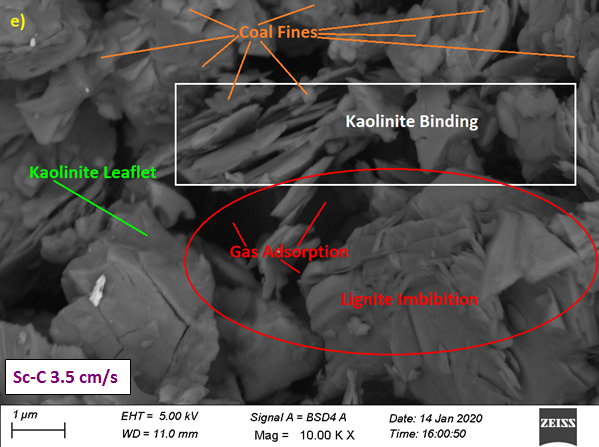 e)
Coal Fines
Kaolinite Binding
Kaolinite Leaflet
Gas Adsorption
Lignite Imbibition
Sc-C 3.5 cm/s
1 µm
EHT = 5.00 kV
Signal A = BSD4 A
Date: 14 Jan 2020
WD = 11.0 mm
Mag = 10.00 K X
Time: 16:00:50
ZEISS